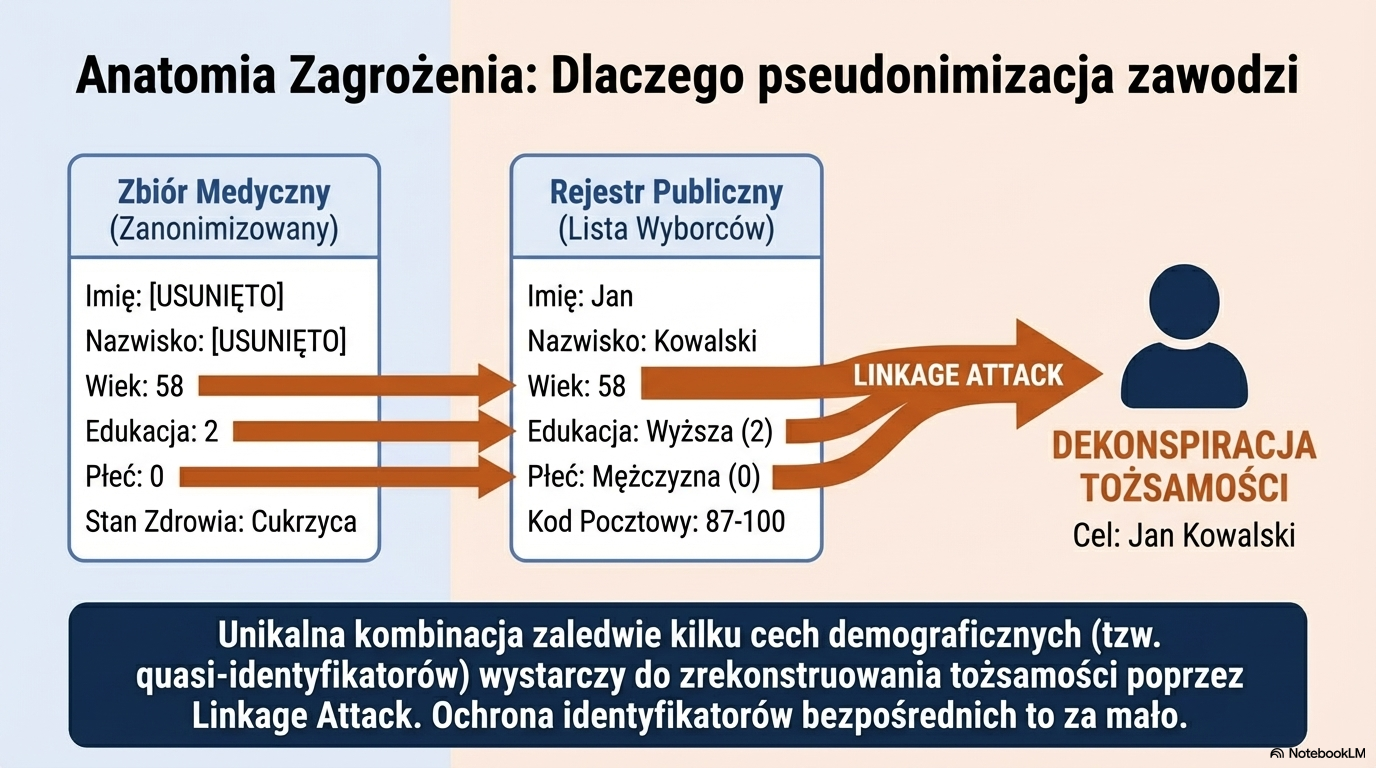 Anatomia Zagrożenia: Dlaczego pseudonimizacja zawodzi
Zbiór Medyczny
(Zanonimizowany)
Imię: [USUNIĘTO]
Nazwisko: [USUNIĘTO]
Wiek: 58
Edukacja: 2
Płeć: 0
Stan Zdrowia: Cukrzyca
Rejestr Publiczny
(Lista Wyborców)
Imię: Jan
Nazwisko: Kowalski
Wiek: 58
Edukacja: Wyższa (2)
Płeć: Mężczyzna (0)
Kod Pocztowy: 87-100
LINKAGE ATTACK
DEKONSPIRACJA
TOŻSAMOŚCI
Cel: Jan Kowalski
Unikalna kombinacja zaledwie kilku cech demograficznych (tzw.
quasi-identyfikatorów) wystarczy do zrekonstruowania tożsamości poprzez
Linkage Attack. Ochrona identyfikatorów bezpośrednich to za mało.
NotebookLM